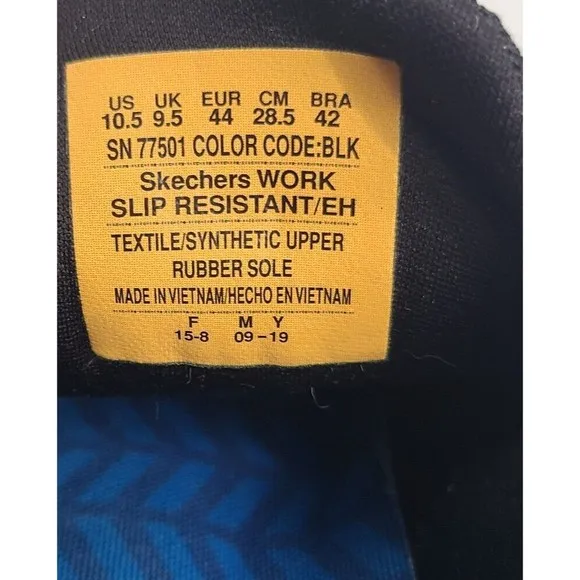 US UK EUR CM BRA
10.5 9.5 44 28.5 42
SN 77501 COLOR CODE:BLK
Skechers WORK
SLIP RESISTANT/EH
TEXTILE/SYNTHETIC UPPER
RUBBER SOLE
MADE IN VIETNAM/HECHO EN VIETNAM
F M Y
15-8 09-19